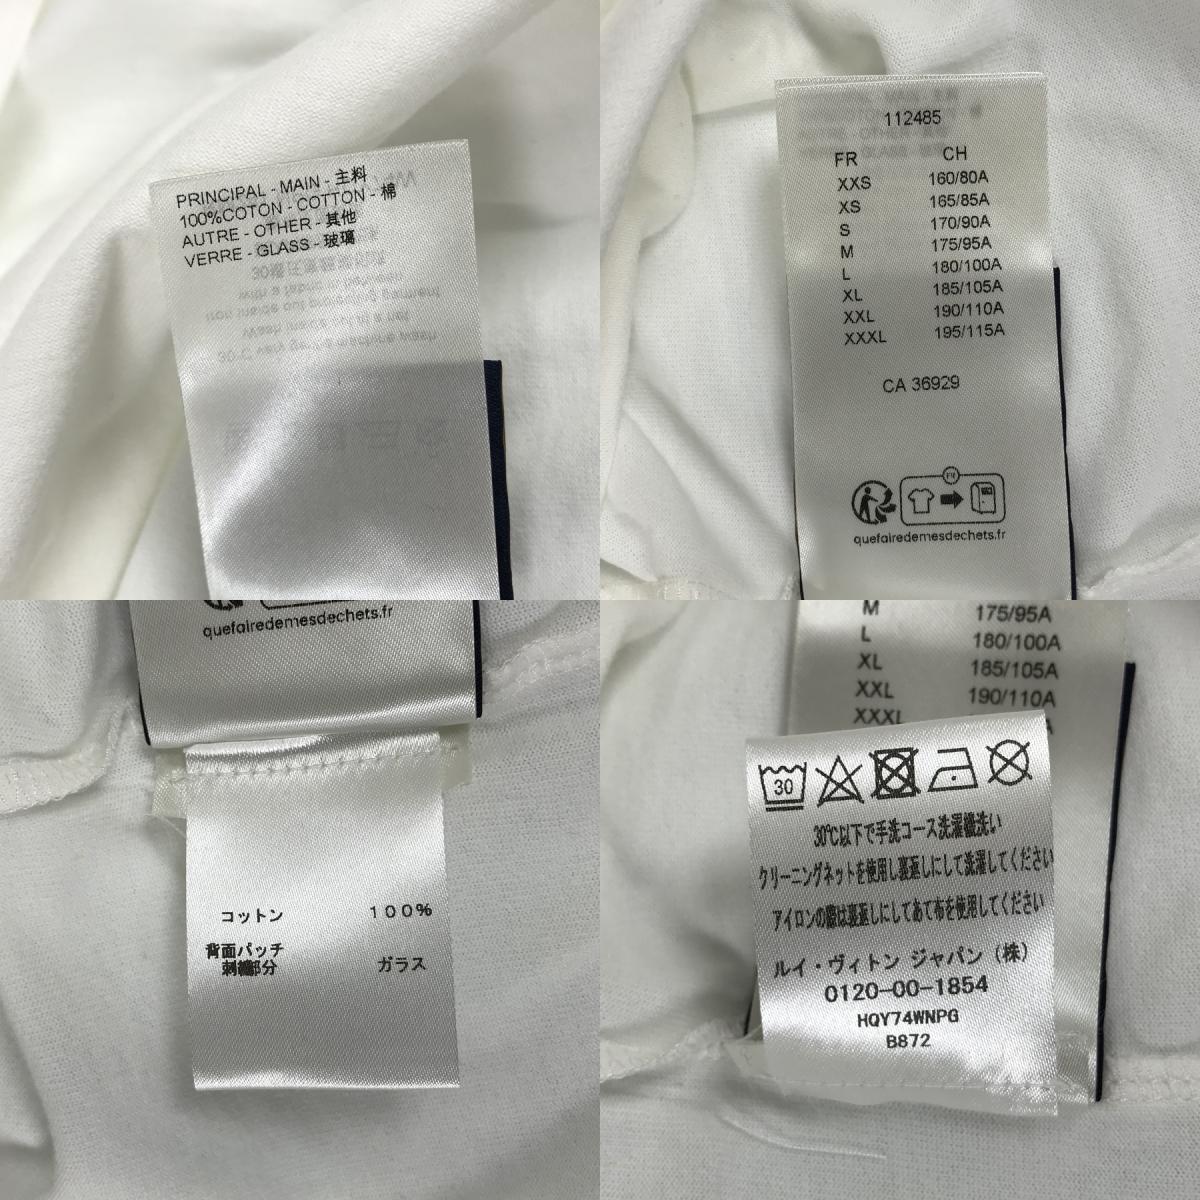 PRINCIPAL - MAIN - 主料
100%COTON - COTTON - 棉
AUTRE - OTHER - 其他
VERRE - GLASS - 玻璃
112485
FR CH
XXS 160/80A
XS 165/85A
S 170/90A
M 175/95A
L 180/100A
XL 185/105A
XXL 190/110A
XXXL 195/115A
CA 36929
FR
quefairedemesdechets.fr
quefairedemesdechets.fr
コットン 100%
背面パッチ
刺繍部分 ガラス
M 175/95A
L 180/100A
XL 185/105A
XXL 190/110A
XXXL
30
30℃以下で手洗コース洗濯機洗い
クリーニングネットを使用し裏返しにして洗濯してください
アイロンの際は裏返しにしてあて布を使用してください
ルイ・ヴィトン ジャパン (株)
0120-00-1854
HQY74WNPG
B872